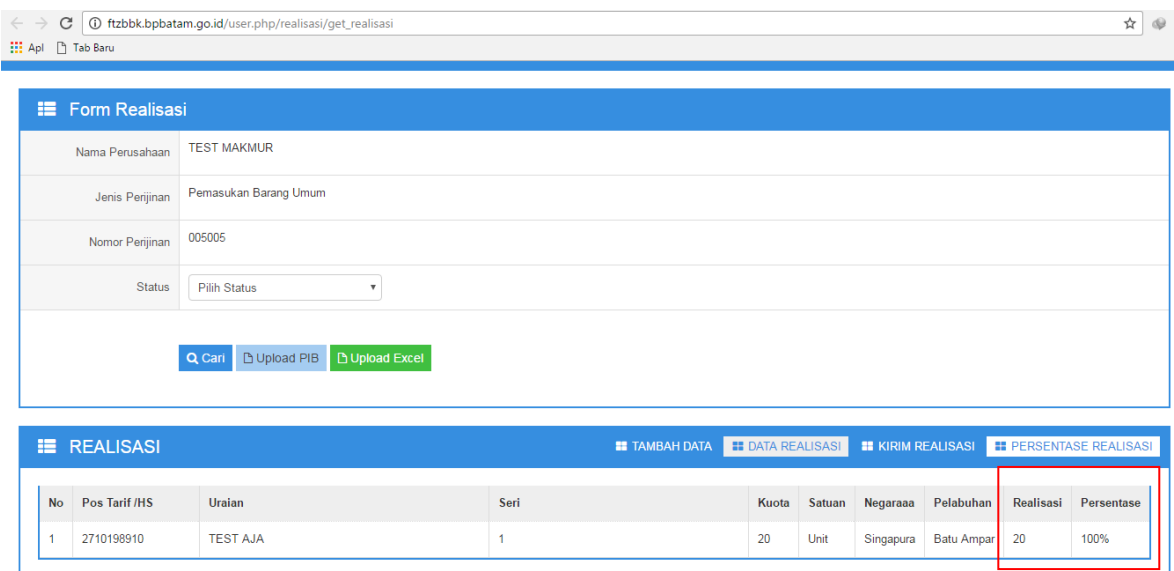 ftzbbk.bpbatam.go.id/user.php/realisasi/get_realisasi
Apl Tab Baru
Form Realisasi
Nama Perusahaan TEST MAKMUR
Jenis Perijinan Pemasukan Barang Umum
Nomor Perijinan 005005
Status Pilih Status
Cari Upload PIB Upload Excel
REALISASI TAMBAH DATA DATA REALISASI KIRIM REALISASI PERSENTASE REALISASI
No Pos Tarif /HS Uraian Seri Kuota Satuan Negaraaa Pelabuhan Realisasi Persentase
1 2710198910 TEST AJA 1 20 Unit Singapura Batu Ampar 20 100%